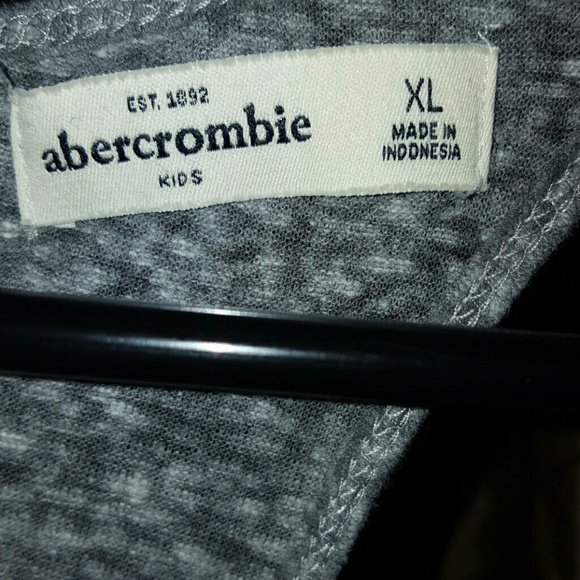 EST. 1892
abercrombie
KIDS
XL
MADE IN
INDONESIA